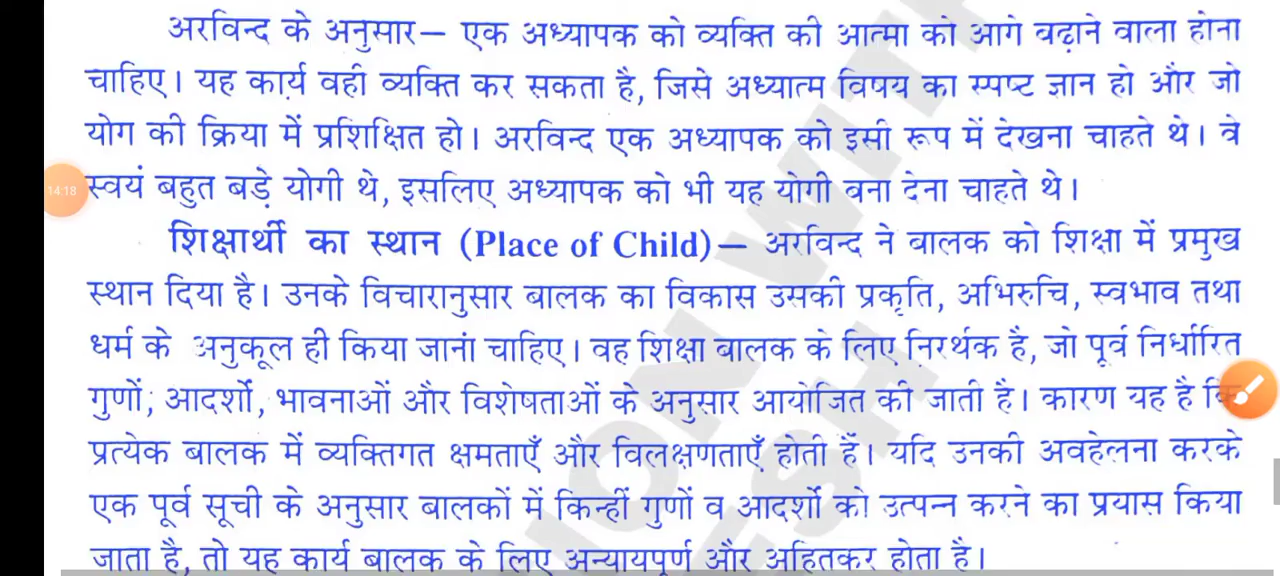 अरविन्द के अनुसार— एक अध्यापक को व्यक्ति की आत्मा को आगे बढ़ाने वाला होना
चाहिए। यह कार्य वही व्यक्ति कर सकता है, जिसे अध्यात्म विषय का स्पष्ट ज्ञान हो और जो
योग की क्रिया में प्रशिक्षित हो। अरविन्द एक अध्यापक को इसी रूप में देखना चाहते थे। वे
14:18
स्वयं बहुत बड़े योगी थे, इसलिए अध्यापक को भी यह योगी बना देना चाहते थे।
शिक्षार्थी का स्थान (Place of Child)— अरविन्द ने बालक को शिक्षा में प्रमुख
स्थान दिया है। उनके विचारानुसार बालक का विकास उसकी प्रकृति, अभिरुचि, स्वभाव तथा
धर्म के अनुकूल ही किया जानां चाहिए। वह शिक्षा बालक के लिए निरर्थक है, जो पूर्व निर्धारित
गुणों; आदर्शो, भावनाओं और विशेषताओं के अनुसार आयोजित की जाती है। कारण यह है कि
प्रत्येक बालक में व्यक्तिगत क्षमताएँ और विलक्षणताएँ होती हैं। यदि उनकी अवहेलना करके
एक पूर्व सूची के अनुसार बालकों में किन्हीं गुणों व आदर्शो को उत्पन्न करने का प्रयास किया
जाता है, तो यह कार्य बालक के लिए अन्यायपूर्ण और अहितकर होता है।